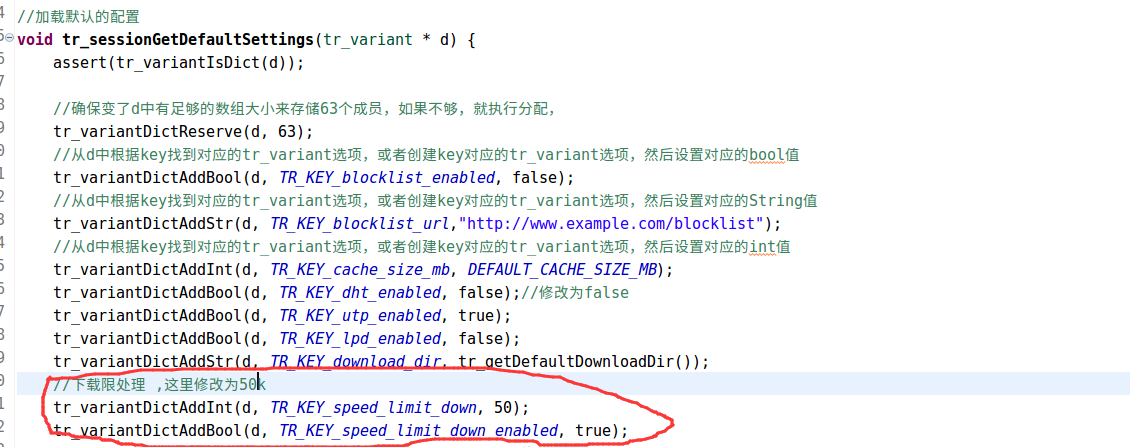 4 //加载默认的配置
5 void tr_sessionGetDefaultSettings(tr_variant * d) {
6 assert(tr_variantIsDict(d));
7
8 //确保变了d中有足够的数组大小来存储63个成员，如果不够，就执行分配，
9 tr_variantDictReserve(d, 63);
0 //从d中根据key找到对应的tr_variant选项，或者创建key对应的tr_variant选项，然后设置对应的bool值
1 tr_variantDictAddBool(d, TR_KEY_blocklist_enabled, false);
2 //从d中根据key找到对应的tr_variant选项，或者创建key对应的tr_variant选项，然后设置对应的String值
3 tr_variantDictAddStr(d, TR_KEY_blocklist_url,"http://www.example.com/blocklist");
4 //从d中根据key找到对应的tr_variant选项，或者创建key对应的tr_variant选项，然后设置对应的int值
5 tr_variantDictAddInt(d, TR_KEY_cache_size_mb, DEFAULT_CACHE_SIZE_MB);
6 tr_variantDictAddBool(d, TR_KEY_dht_enabled, false);//修改为false
7 tr_variantDictAddBool(d, TR_KEY_utp_enabled, true);
8 tr_variantDictAddBool(d, TR_KEY_lpd_enabled, false);
9 tr_variantDictAddStr(d, TR_KEY_download_dir, tr_getDefaultDownloadDir());
0 //下载限处理 ,这里修改为50k
1 tr_variantDictAddInt(d, TR_KEY_speed_limit_down, 50);
2 tr_variantDictAddBool(d, TR_KEY_speed_limit_down_enabled, true);